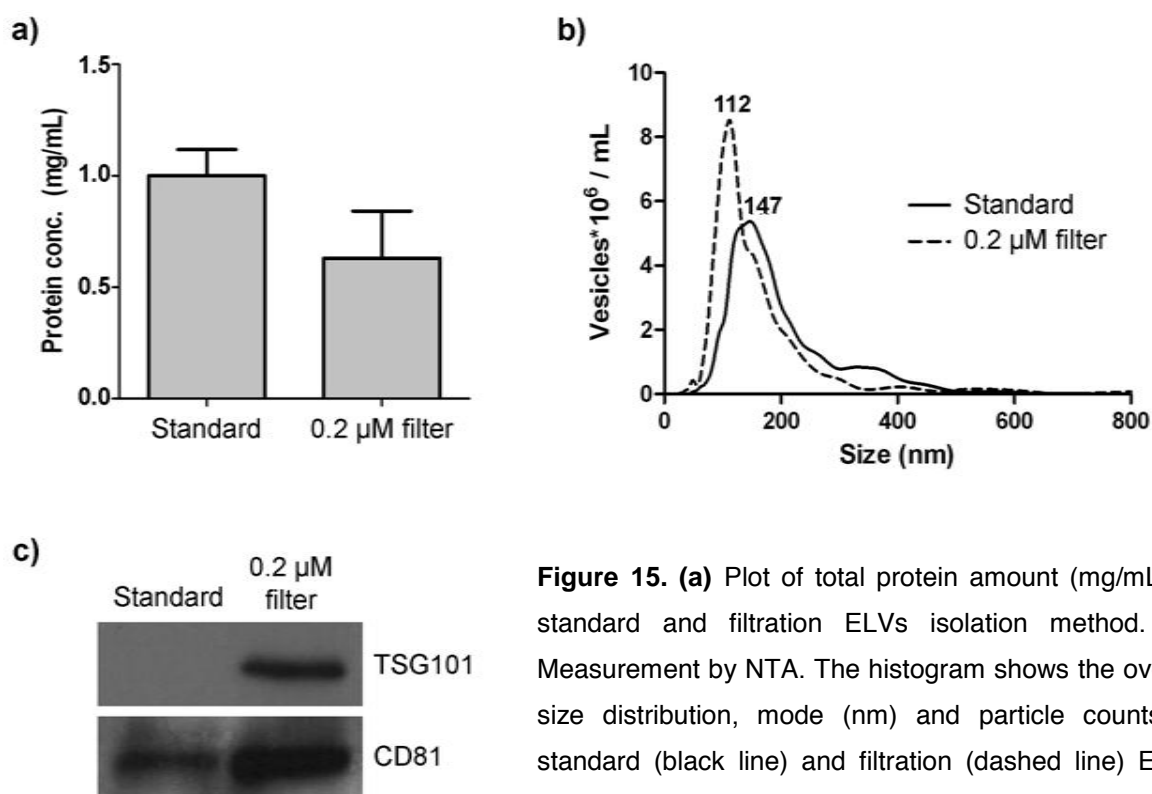 a)
1.5
1.0
0.5
0.0
Protein conc. (mg/mL)
Standard
0.2 µM filter
b)
10
8
6
4
2
0
Vesicles*10⁶ / mL
112
147
Standard
0.2 µM filter
0
200
400
600
800
Size (nm)
c)
Standard
0.2 µM
filter
TSG101
CD81
Figure 15. (a) Plot of total protein amount (mg/mL
standard and filtration ELVs isolation method.
Measurement by NTA. The histogram shows the ov
size distribution, mode (nm) and particle counts
standard (black line) and filtration (dashed line) E